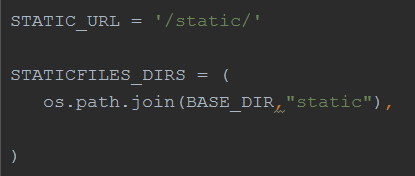 STATIC_URL = '/static/'
STATICFILES_DIRS = (
os.path.join(BASE_DIR,"static"),
)